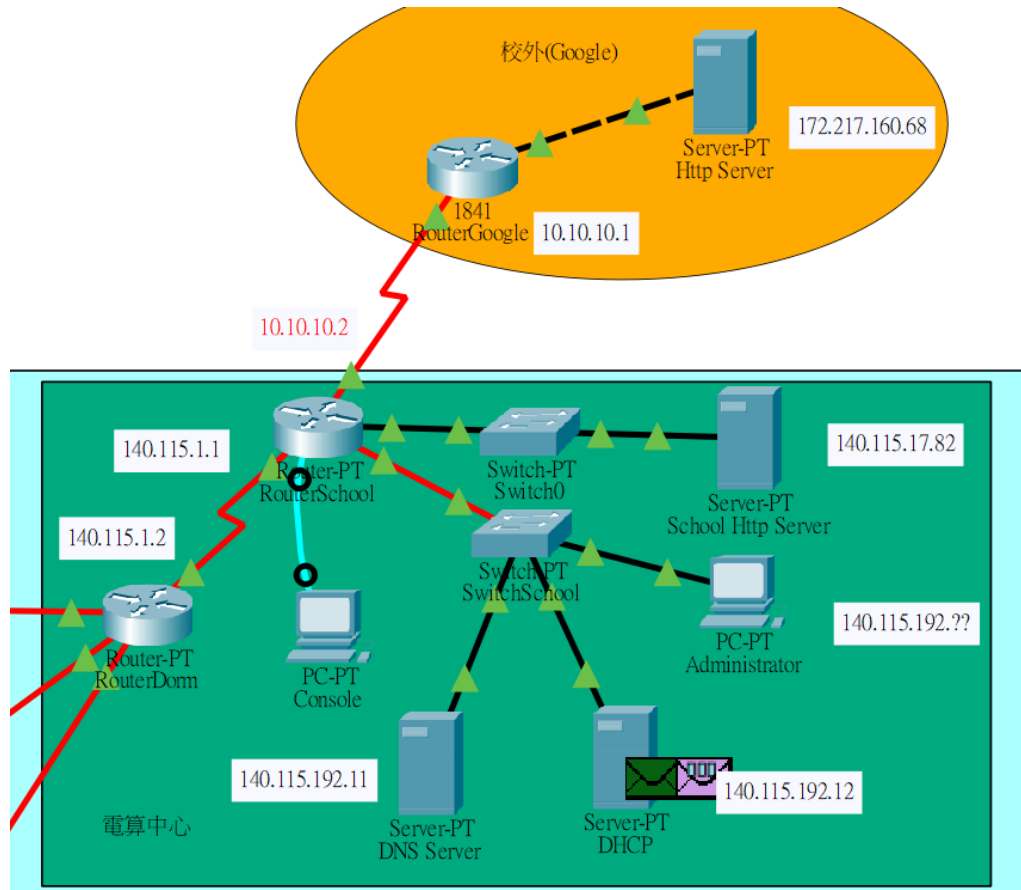 校外(Google)
172.217.160.68
Server-PT
Http Server
1841
RouterGoogle
10.10.10.1
10.10.10.2
140.115.1.1
Router-PT
RouterSchool
Switch-PT
Switch0
140.115.17.82
Server-PT
School Http Server
140.115.1.2
Switch-PT
SwitchSchool
Router-PT
RouterDorm
PC-PT
Console
PC-PT
Administrator
140.115.192.??
140.115.192.11
140.115.192.12
Server-PT
DNS Server
Server-PT
DHCP
電算中心